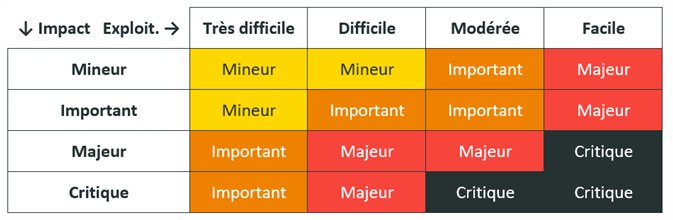 ↓ Impact Exploit. → Très difficile Difficile Modérée Facile
Mineur Mineur Mineur Important Majeur
Important Mineur Important Important Majeur
Majeur Important Majeur Majeur Critique
Critique Important Majeur Critique Critique